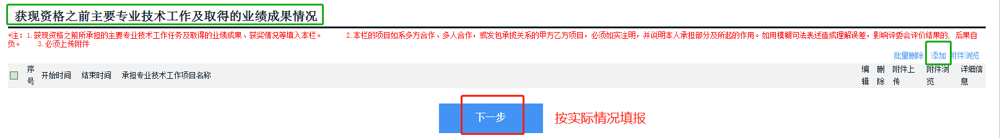 获现资格之前主要专业技术工作及取得的业绩成果情况
*注：1.获现资格之前所承担的主要专业技术工作任务及取得的业绩成果、获奖情况等填入本栏。 2.本栏的项目如系多方合作、多人合作，或发包承揽关系的甲方乙方项目，必须如实注明，并说明本人承担部分及所起的作用。如用模糊句法表述造成理解误差，影响评委会评价结果的，后果自
负。 3.必须上传附件
批量删除 添加 附件浏览
序号 开始时间 结束时间 承担专业技术工作项目名称 编辑 删除 附件上传 附件浏览 详细信息
下一步 按实际情况填报